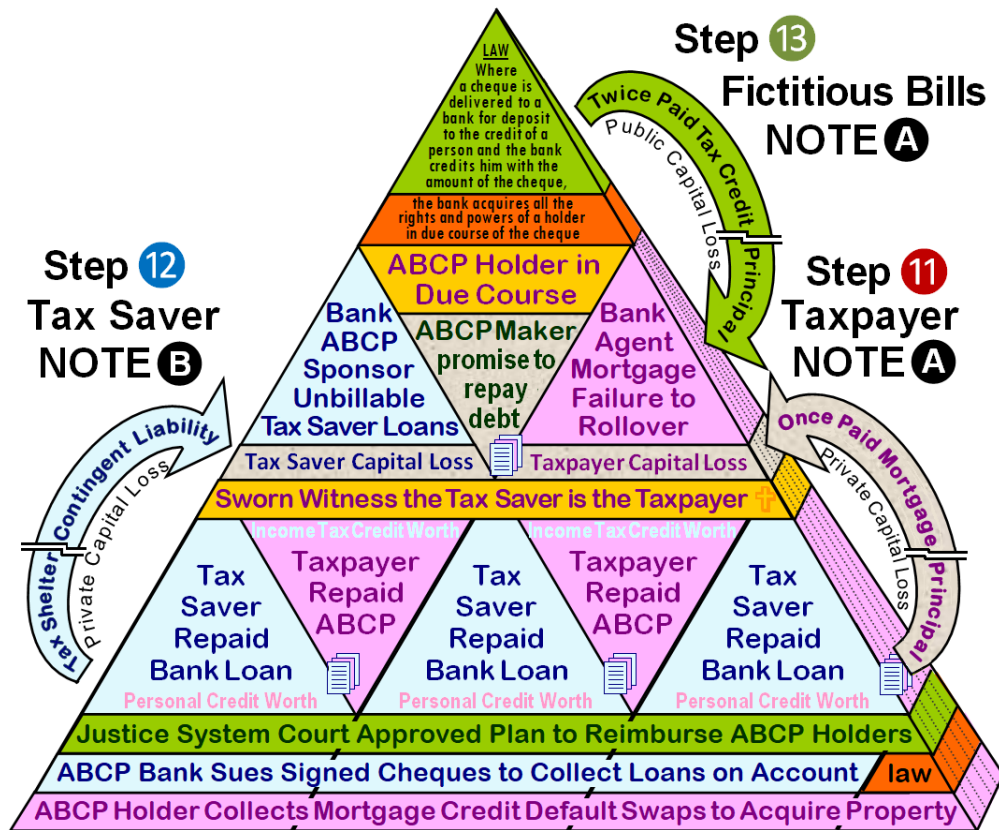 Step 13
Fictitious Bills
NOTE A
Twice Paid Tax Credit Principal
Public Capital Loss
LAW
Where
a cheque is
delivered to a
bank for deposit
to the credit of a
person and the bank
credits him with the
amount of the cheque,
the bank acquires all the
rights and powers of a holder
in due course of the cheque
Step 12
Tax Saver
NOTE B
Tax Shelter Contingent Liability
Private Capital Loss
Step 11
Taxpayer
NOTE A
Once Paid Mortgage Principal
Private Capital Loss
ABCP Holder in
Due Course
Bank
ABCP
Sponsor
Unbillable
Tax Saver Loans
ABCP Maker
promise to
repay
debt
Bank
Agent
Mortgage
Failure to
Rollover
Tax Saver Capital Loss
Taxpayer Capital Loss
Sworn Witness the Tax Saver is the Taxpayer
Income Tax Credit Worth
Income Tax Credit Worth
Tax
Saver
Repaid
Bank Loan
Personal Credit Worth
Taxpayer
Repaid
ABCP
Tax
Saver
Repaid
Bank Loan
Personal Credit Worth
Taxpayer
Repaid
ABCP
Tax
Saver
Repaid
Bank Loan
Personal Credit Worth
Justice System Court Approved Plan to Reimburse ABCP Holders
ABCP Bank Sues Signed Cheques to Collect Loans on Account
law
ABCP Holder Collects Mortgage Credit Default Swaps to Acquire Property